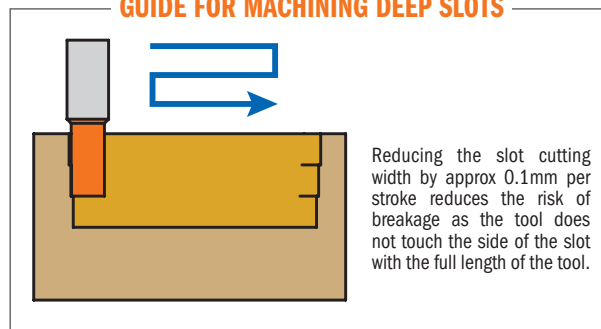 GUIDE FOR MACHINING DEEP SLOTS
Reducing the slot cutting
width by approx 0.1mm per
stroke reduces the risk of
breakage as the tool does
not touch the side of the slot
with the full length of the tool.